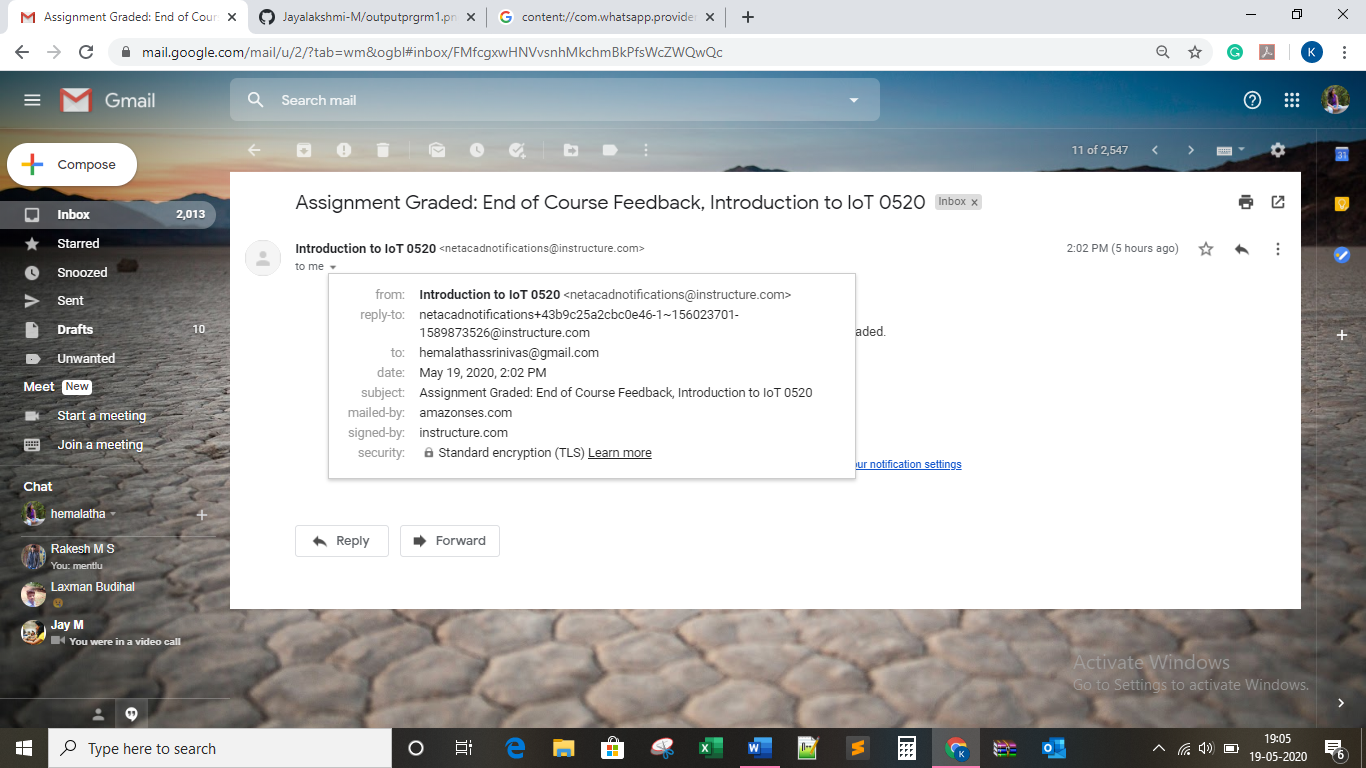 Assignment Graded: End of Cour
Jayalakshmi-M/outputprgrm1.pn
content://com.whatsapp.provider
mail.google.com/mail/u/2/?tab=wm&ogbl#inbox/FMfcgxwHNVvsnhMkchmBkPfsWcZWQwQc
K
Gmail
Search mail
Compose
11 of 2,547
31
Inbox 2,013
Starred
Snoozed
Sent
Drafts 10
Unwanted
Meet New
Start a meeting
Join a meeting
Chat
hemalatha
Rakesh M S
You: mentlu
Laxman Budihal
Jay M
You were in a video call
Assignment Graded: End of Course Feedback, Introduction to IoT 0520 Inbox x
Introduction to IoT 0520 <netacadnotifications@instructure.com> 2:02 PM (5 hours ago)
to me
from: Introduction to IoT 0520 <netacadnotifications@instructure.com>
reply-to: netacadnotifications+43b9c25a2cbc0e46-1~156023701-
1589873526@instructure.com
aded.
to: hemalathassrinivas@gmail.com
date: May 19, 2020, 2:02 PM
subject: Assignment Graded: End of Course Feedback, Introduction to IoT 0520
mailed-by: amazonses.com
signed-by: instructure.com
security: Standard encryption (TLS) Learn more
our notification settings
Reply Forward
Activate Windows
Go to Settings to activate Windows.
Type here to search
19:05
19-05-2020
6